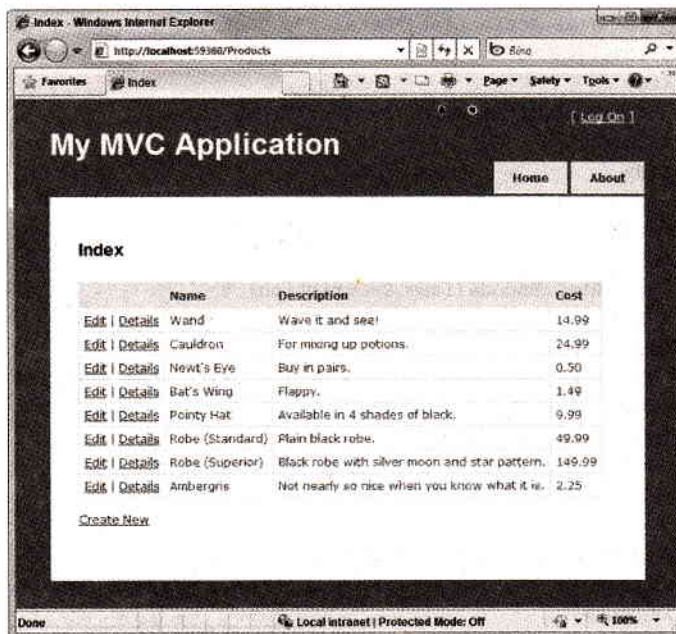 Index - Windows Internet Explorer
http://localhost:59360/Products
Bing
Favorites Index Page Safety Tools
[ Log On ]
My MVC Application
Home About
Index
Name Description Cost
Edit | Details Wand Wave it and see! 14.99
Edit | Details Cauldron For mixing up potions. 24.99
Edit | Details Newt's Eye Buy in pairs. 0.50
Edit | Details Bat's Wing Flappy. 1.49
Edit | Details Pointy Hat Available in 4 shades of black. 9.99
Edit | Details Robe (Standard) Plain black robe. 49.99
Edit | Details Robe (Superior) Black robe with silver moon and star pattern. 149.99
Edit | Details Ambergris Not nearly so nice when you know what it is. 2.25
Create New
Done Local intranet | Protected Mode: Off 100%